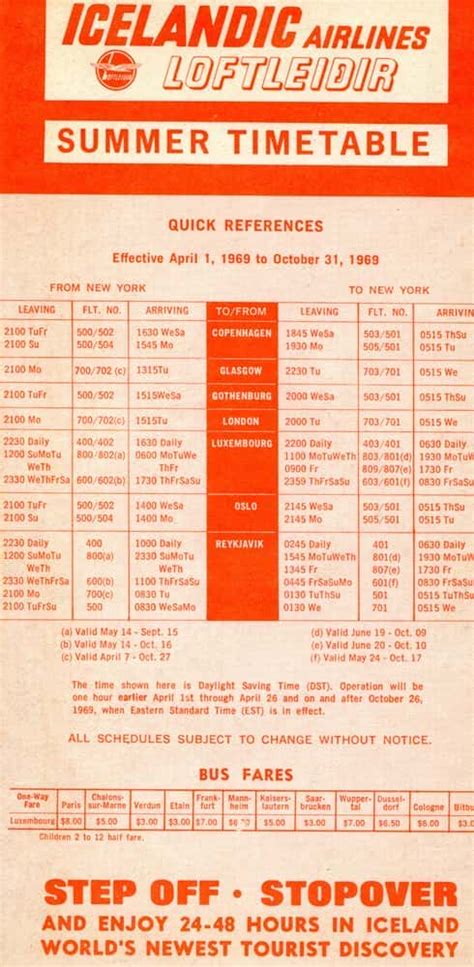 ICELANDIC AIRLINES
LOFTLEIDIR
LOFTLEIDIR
SUMMER TIMETABLE
QUICK REFERENCES
Effective April 1, 1969 to October 31, 1969
FROM NEW YORK TO NEW YORK
LEAVING FLT. NO. ARRIVING TO/FROM LEAVING FLT. NO. ARRIV
2100 TuFr 500/502 1630 WeSa COPENHAGEN 1845 WeSa 503/501 0515 ThSu
2100 Su 500/504 1545 Mo 1930 Mo 505/501 0515 Tu
2100 Mo 700/702 (c) 1315Tu GLASGOW 2230 Tu 703/701 0515 We
2100 TuFr 500/502 1515WeSa GOTHENBURG 2000 WeSa 503/501 0515 ThSu
2100 Mo 700/702(c) 1515Tu LONDON 2000 Tu 703/701 0515 We
2230 Daily 400/402 1630 Daily LUXEMBOURG 2200 Daily 403/401 0630 Daily
1200 SuMoTu 800/802(a) 0600 MoTuWe 1100 MoTuWeTh 803/801(d) 1930 MoTu
WeTh ThFr 0900 Fr 809/807(e) 1730 Fr
2330 WeThFrSa 600/602(b) 1730 ThFrSaSu 2359 ThFrSaSu 603/601(f) 0830 FrSaSu
2100 TuFr 500/502 1400 WeSa OSLO 2145 WeSa 503/501 0515 ThSu
2100 Su 500/504 1400 Mo 2145 Mo 505/501 0515 Tu
2230 Daily 400 1000 Daily REYKJAVIK 0245 Daily 401 0630 Daily
1200 SuMoTu 800(a) 2330 SuMoTu 1545 MoTuWeTh 801(d) 1930 MoTu
WeTh WeTh 1345 Fr 807(e) 1730 Fr
2330 WeThFrSa 600(b) 1100 ThFrSaSu 0445 FrSaSuMo 601(f) 0830 FrSaSu
2100 Mo 700(c) 0830 Tu 0130 TuThSu 501 0515 TuThSu
2100 TuFrSu 500 0830 WeSaMo 0130 We 701 0515 We
(a) Valid May 14 - Sept. 15 (d) Valid June 19 - Oct. 09
(b) Valid May 14 - Oct. 16 (e) Valid June 20 - Oct. 10
(c) Valid April 7 - Oct. 27 (f) Valid May 24 - Oct. 17
The time shown here is Daylight Saving Time (DST). Operation will be
one hour earlier April 1st through April 26 and on and after October 26,
1969, when Eastern Standard Time (EST) is in effect.
ALL SCHEDULES SUBJECT TO CHANGE WITHOUT NOTICE.
BUS FARES
One-Way Fare Paris Chalons-sur-Marne Verdun Etain Frank-furt Mann-heim Kaisers-lautern Saar-brucken Wupper-tal Dussel-dorf Cologne Bitbu
Luxembourg $8.00 $5.00 $3.00 $3.00 $7.00 $5.00 $3.00 $7.00 $6.50 $6.00 $3.0
Children 2 to 12 half fare.
STEP OFF · STOPOVER
AND ENJOY 24-48 HOURS IN ICELAND
WORLD'S NEWEST TOURIST DISCOVERY